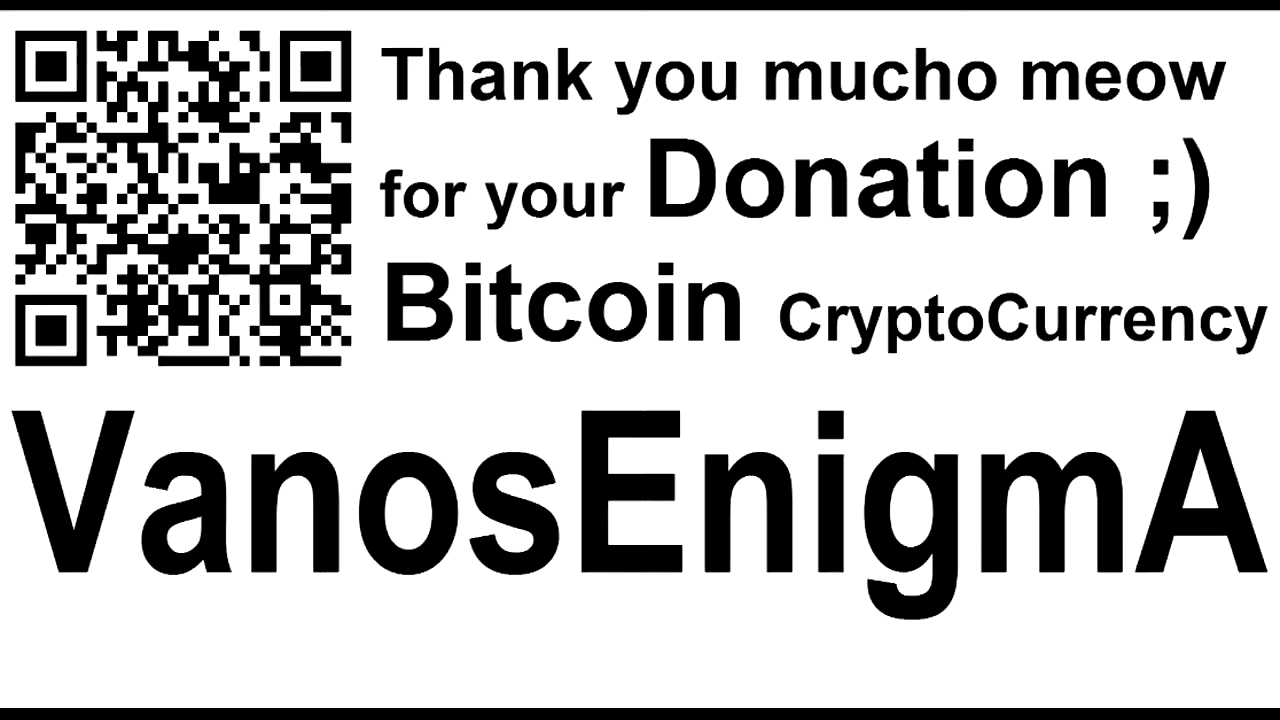 Thank you mucho meow
for your Donation ;)
Bitcoin CryptoCurrency
VanosEnigmA